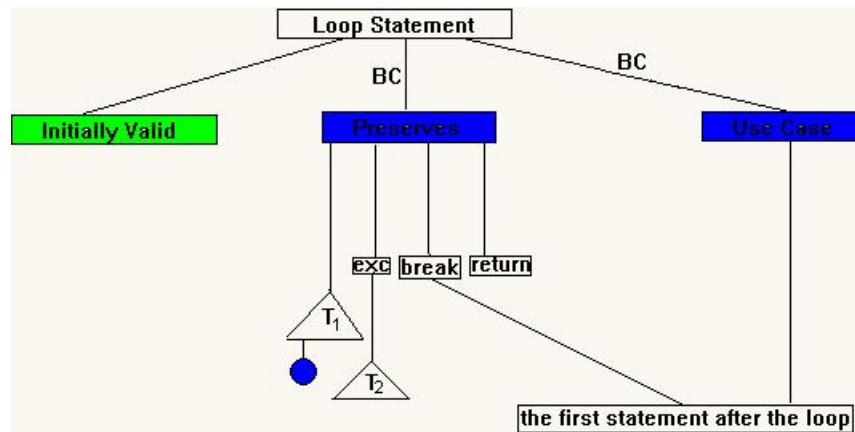 Loop Statement
BC
BC
Initially Valid
Preserves
Use Case
exc
break
return
T1
T2
the first statement after the loop